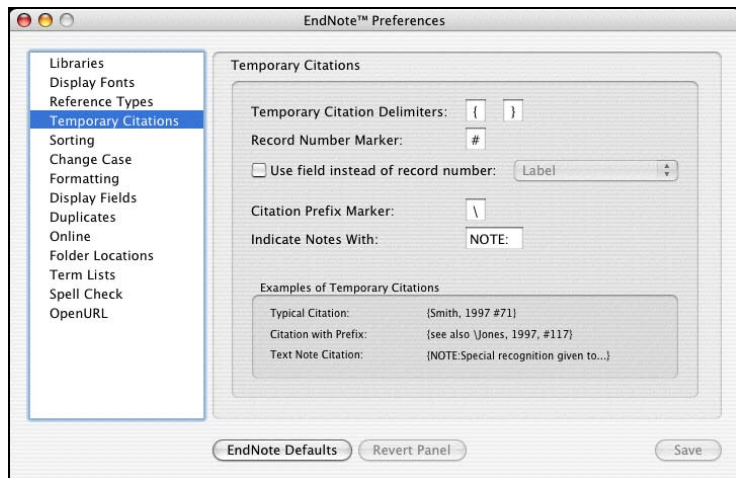 EndNote™ Preferences
Libraries
Display Fonts
Reference Types
Temporary Citations
Sorting
Change Case
Formatting
Display Fields
Duplicates
Online
Folder Locations
Term Lists
Spell Check
OpenURL
Temporary Citations
Temporary Citation Delimiters: { }
Record Number Marker: #
Use field instead of record number: Label
Citation Prefix Marker: \
Indicate Notes With: NOTE:
Examples of Temporary Citations
Typical Citation: {Smith, 1997 #71}
Citation with Prefix: {see also \Jones, 1997, #117}
Text Note Citation: {NOTE:Special recognition given to...}
EndNote Defaults Revert Panel Save